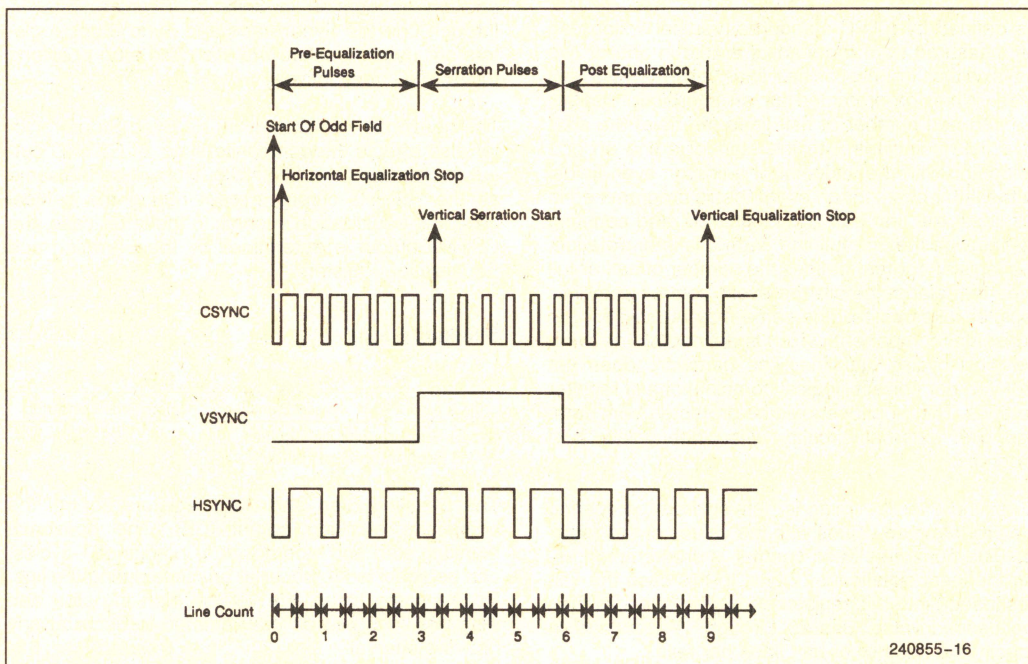 Pre-Equalization
Pulses
Serration Pulses
Post Equalization
Start Of Odd Field
Horizontal Equalization Stop
Vertical Serration Start
Vertical Equalization Stop
CSYNC
VSYNC
HSYNC
Line Count
0 1 2 3 4 5 6 7 8 9
240855-16